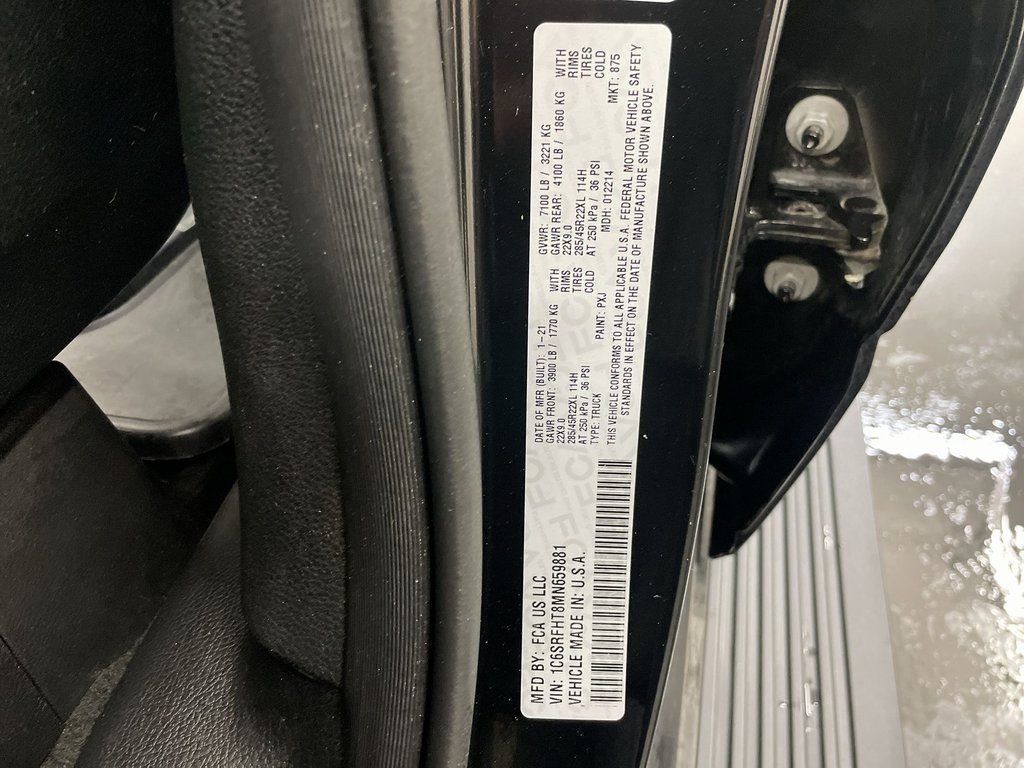 MFD BY: FCA US LLC
VIN: 1C6SRFHT8MN659881
VEHICLE MADE IN: U.S.A.
DATE OF MFR (BUILT): 1-21 GVWR: 7100 LB / 3221 KG
GAWR FRONT: 3900 LB / 1770 KG WITH GAWR REAR: 4100 LB / 1860 KG WITH
22X9.0 RIMS 22X9.0 RIMS
285/45R22XL 114H TIRES 285/45R22XL 114H TIRES
AT 250 kPa / 36 PSI COLD AT 250 kPa / 36 PSI COLD
TYPE: TRUCK PAINT: PXJ MDH: 012214 MKT: 875
THIS VEHICLE CONFORMS TO ALL APPLICABLE U.S.A. FEDERAL MOTOR VEHICLE SAFETY
STANDARDS IN EFFECT ON THE DATE OF MANUFACTURE SHOWN ABOVE.